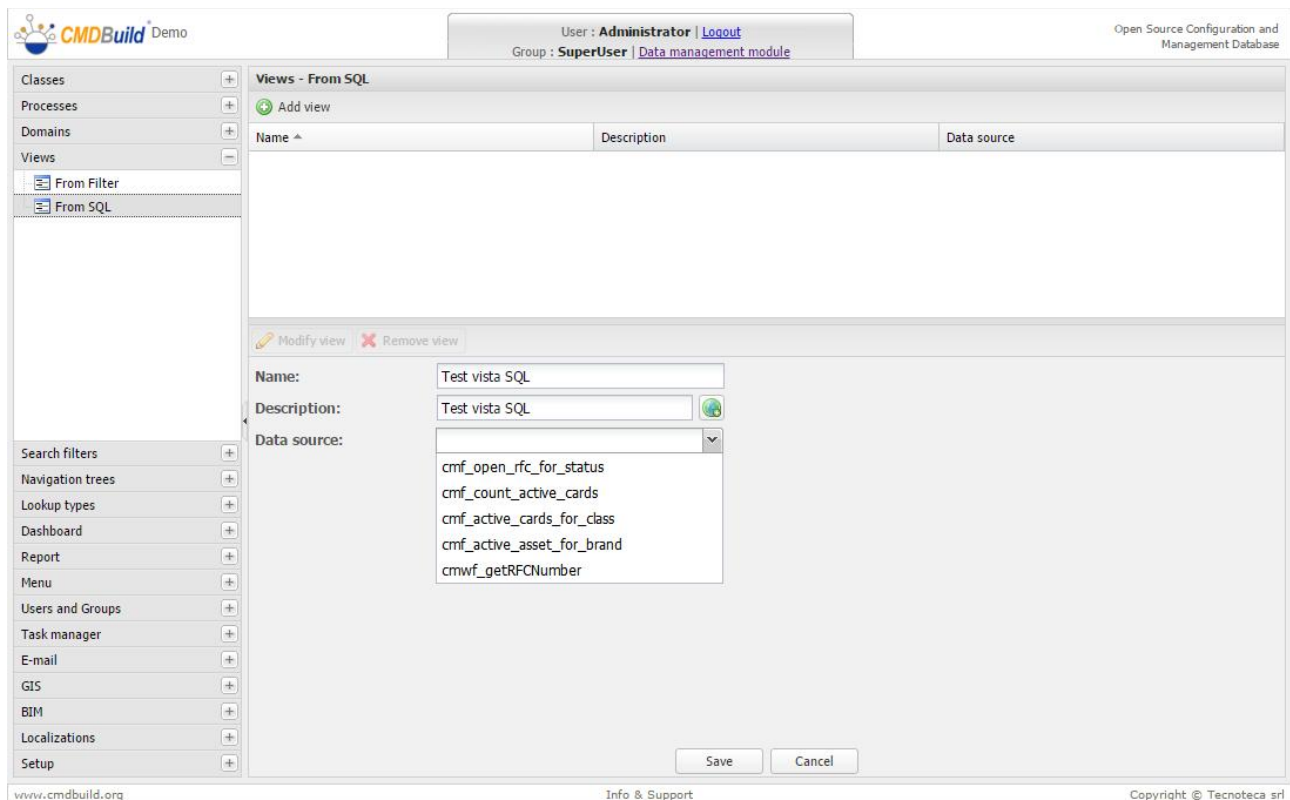 CMDBuild Demo
User : Administrator | Logout
Group : SuperUser | Data management module
Open Source Configuration and
Management Database
Classes
Processes
Domains
Views
From Filter
From SQL
Search filters
Navigation trees
Lookup types
Dashboard
Report
Menu
Users and Groups
Task manager
E-mail
GIS
BIM
Localizations
Setup
Views - From SQL
Add view
Name Description Data source
Modify view Remove view
Name: Test vista SQL
Description: Test vista SQL
Data source:
cmf_open_rfc_for_status
cmf_count_active_cards
cmf_active_cards_for_class
cmf_active_asset_for_brand
cmwf_getRFCNumber
Save Cancel
www.cmdbuild.org Info & Support Copyright © Tecnoteca srl